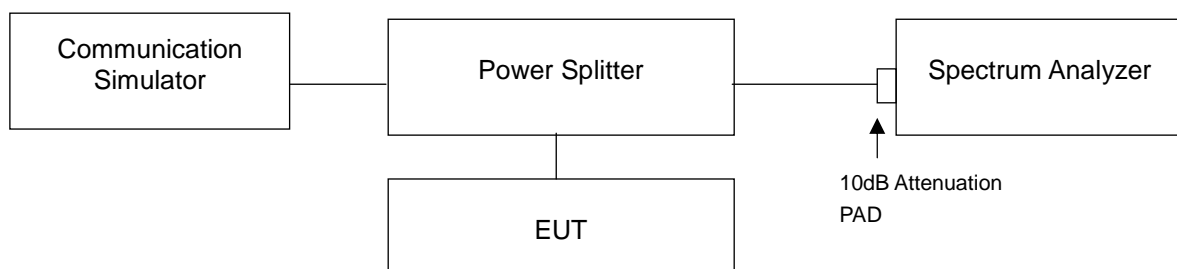 Communication
Simulator
Power Splitter
Spectrum Analyzer
10dB Attenuation
PAD
EUT